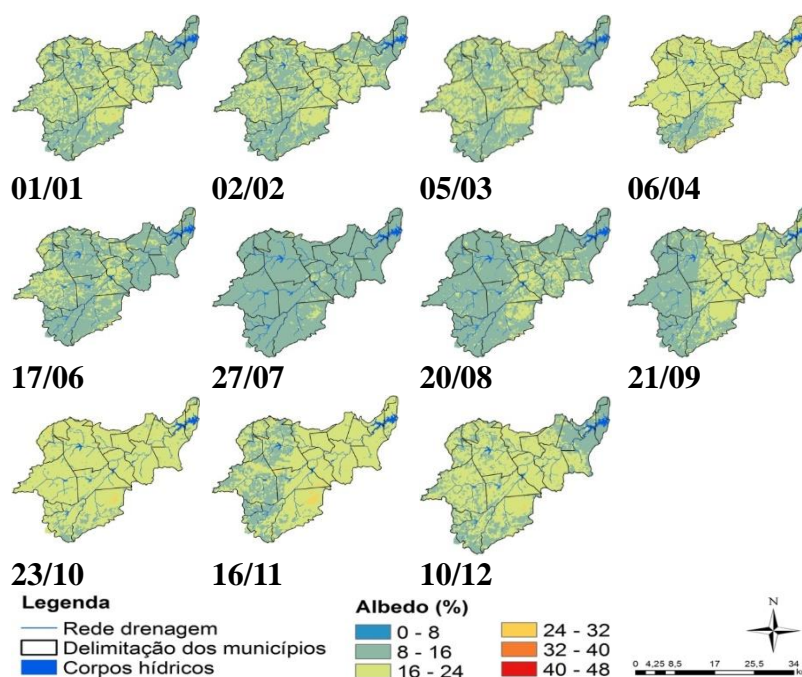 01/01 02/02 05/03 06/04
17/06 27/07 20/08 21/09
23/10 16/11 10/12
Legenda
Rede drenagem
Delimitação dos municípios
Corpos hídricos
Albedo (%)
0 - 8
8 - 16
16 - 24
24 - 32
32 - 40
40 - 48
N
0 4,25 8,5 17 25,5 34